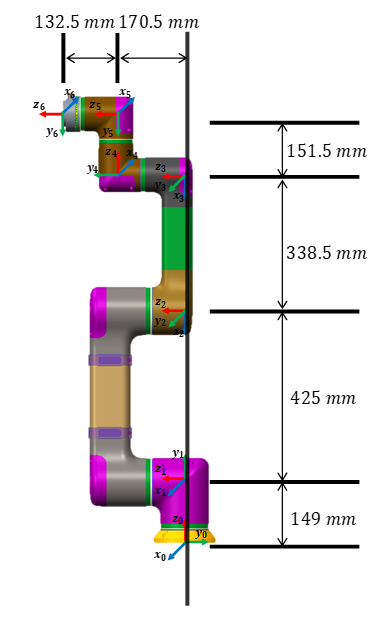 132.5 mm 170.5 mm
x6 x5
z6 z5
y6 y5
151.5 mm
z4 x4
y4 z3
y3
x3
338.5 mm
z2
y2
x2
425 mm
y1
z1
x1
149 mm
z0
y0
x0